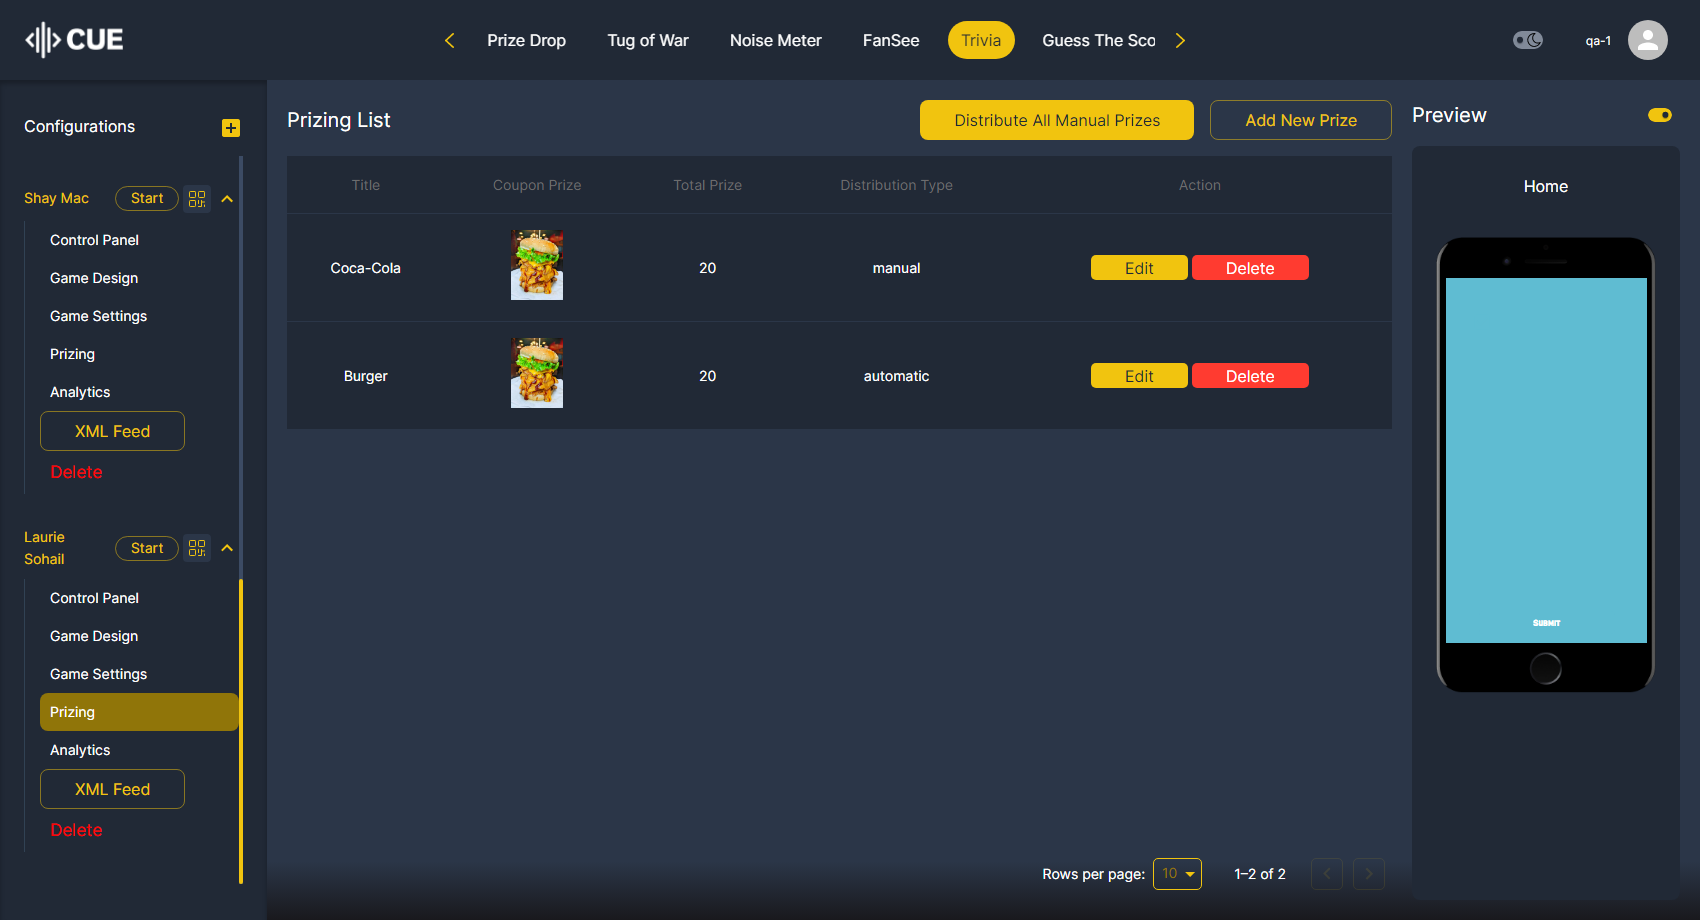 CUE
Prize Drop
Tug of War
Noise Meter
FanSee
Trivia
Guess The Sco
qa-1
Configurations
Shay Mac
Start
Control Panel
Game Design
Game Settings
Prizing
Analytics
XML Feed
Delete
Laurie
Sohail
Start
Control Panel
Game Design
Game Settings
Prizing
Analytics
XML Feed
Delete
Prizing List
Distribute All Manual Prizes
Add New Prize
Title Coupon Prize Total Prize Distribution Type Action
Coca-Cola 20 manual Edit Delete
Burger 20 automatic Edit Delete
Rows per page: 10 1–2 of 2
Preview
Home
Submit